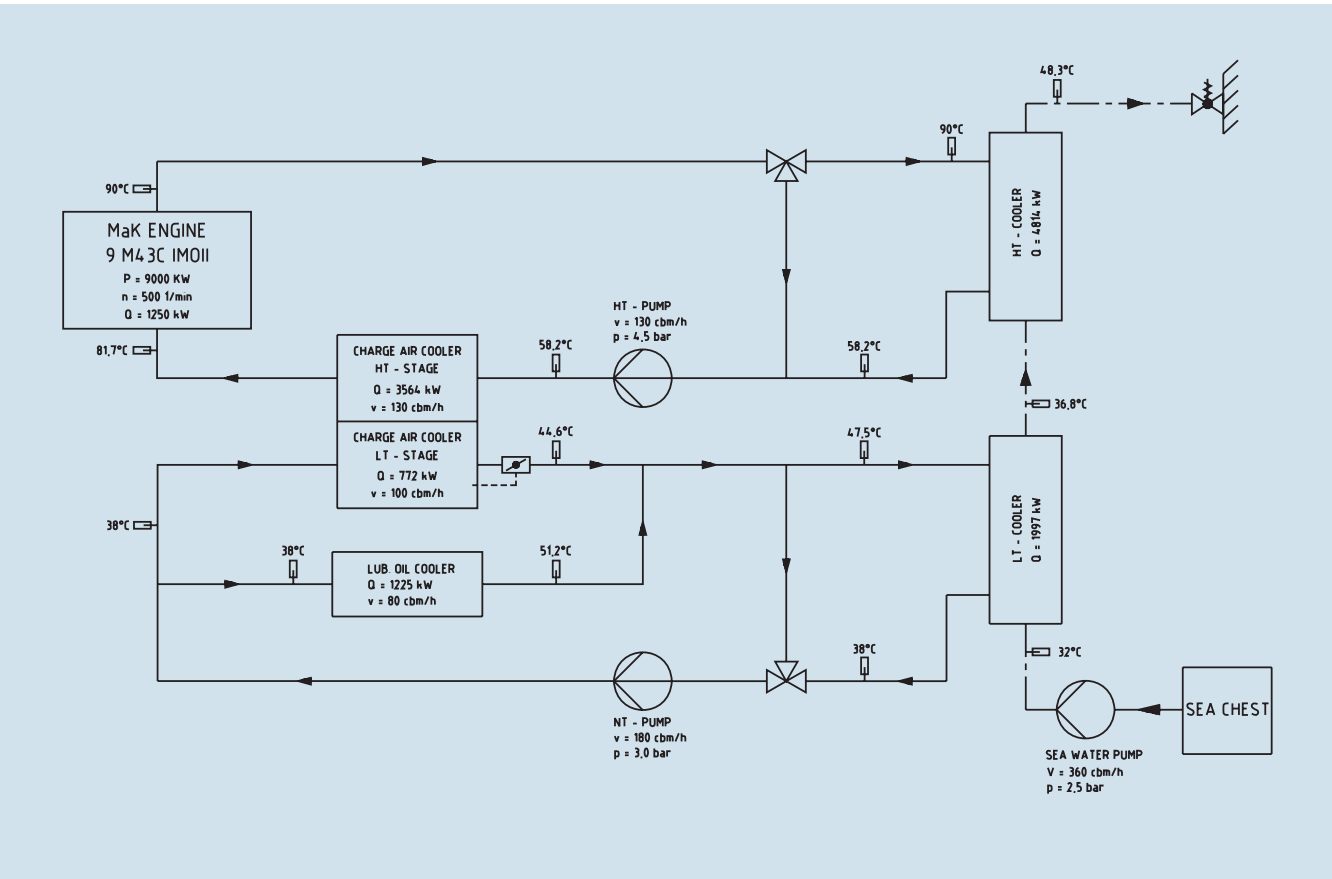 48,3°C
90°C
90°C
MaK ENGINE
9 M43C IMOII
P = 9000 KW
n = 500 1/min
Q = 1250 kW
HT - COOLER
Q = 4814 kW
81,7°C
HT - PUMP
v = 130 cbm/h
p = 4,5 bar
CHARGE AIR COOLER
HT - STAGE
Q = 3564 kW
v = 130 cbm/h
58,2°C
58,2°C
36,8°C
CHARGE AIR COOLER
LT - STAGE
Q = 772 kW
v = 100 cbm/h
44,6°C
47,5°C
38°C
LT - COOLER
Q = 1997 kW
38°C
LUB. OIL COOLER
Q = 1225 kW
v = 80 cbm/h
51,2°C
38°C
32°C
NT - PUMP
v = 180 cbm/h
p = 3,0 bar
SEA CHEST
SEA WATER PUMP
V = 360 cbm/h
p = 2,5 bar